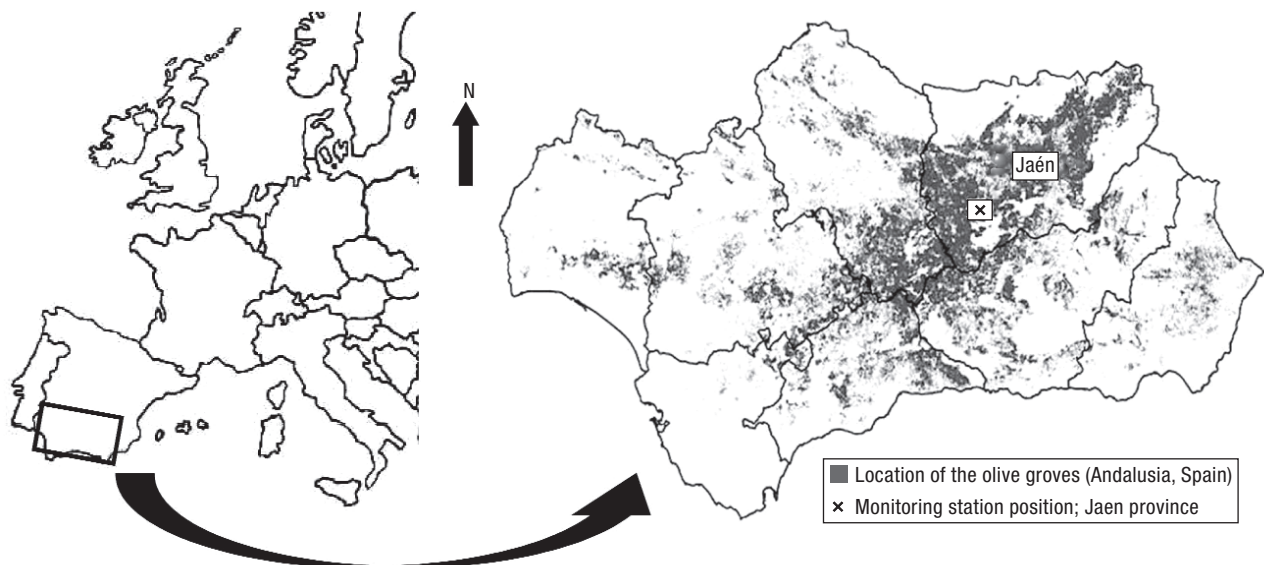 N
Jaén
Location of the olive groves (Andalusia, Spain)
× Monitoring station position; Jaen province